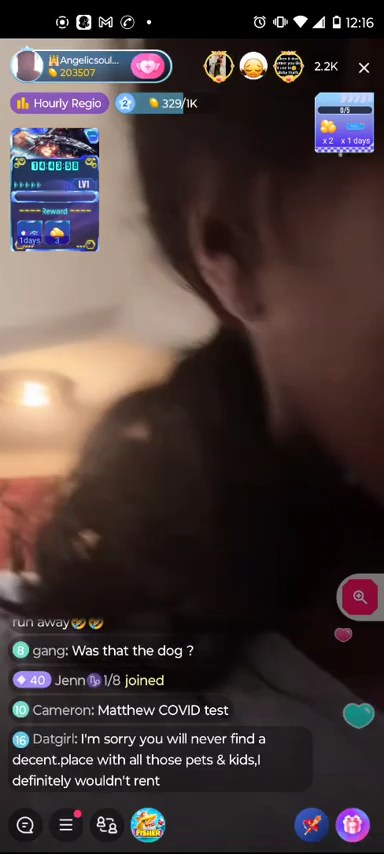 12:16
Angelicsoul...
203507
2.2K
Hourly Regio
2
329/1K
0/5
x 2 x 1 days
14:43:58
LV1
Reward
1days
3
run away🤣🤣
8 gang: Was that the dog ?
40 Jenn♑1/8 joined
10 Cameron: Matthew COVID test
16 Datgirl: I'm sorry you will never find a
decent.place with all those pets & kids,I
definitely wouldn't rent
FISHER